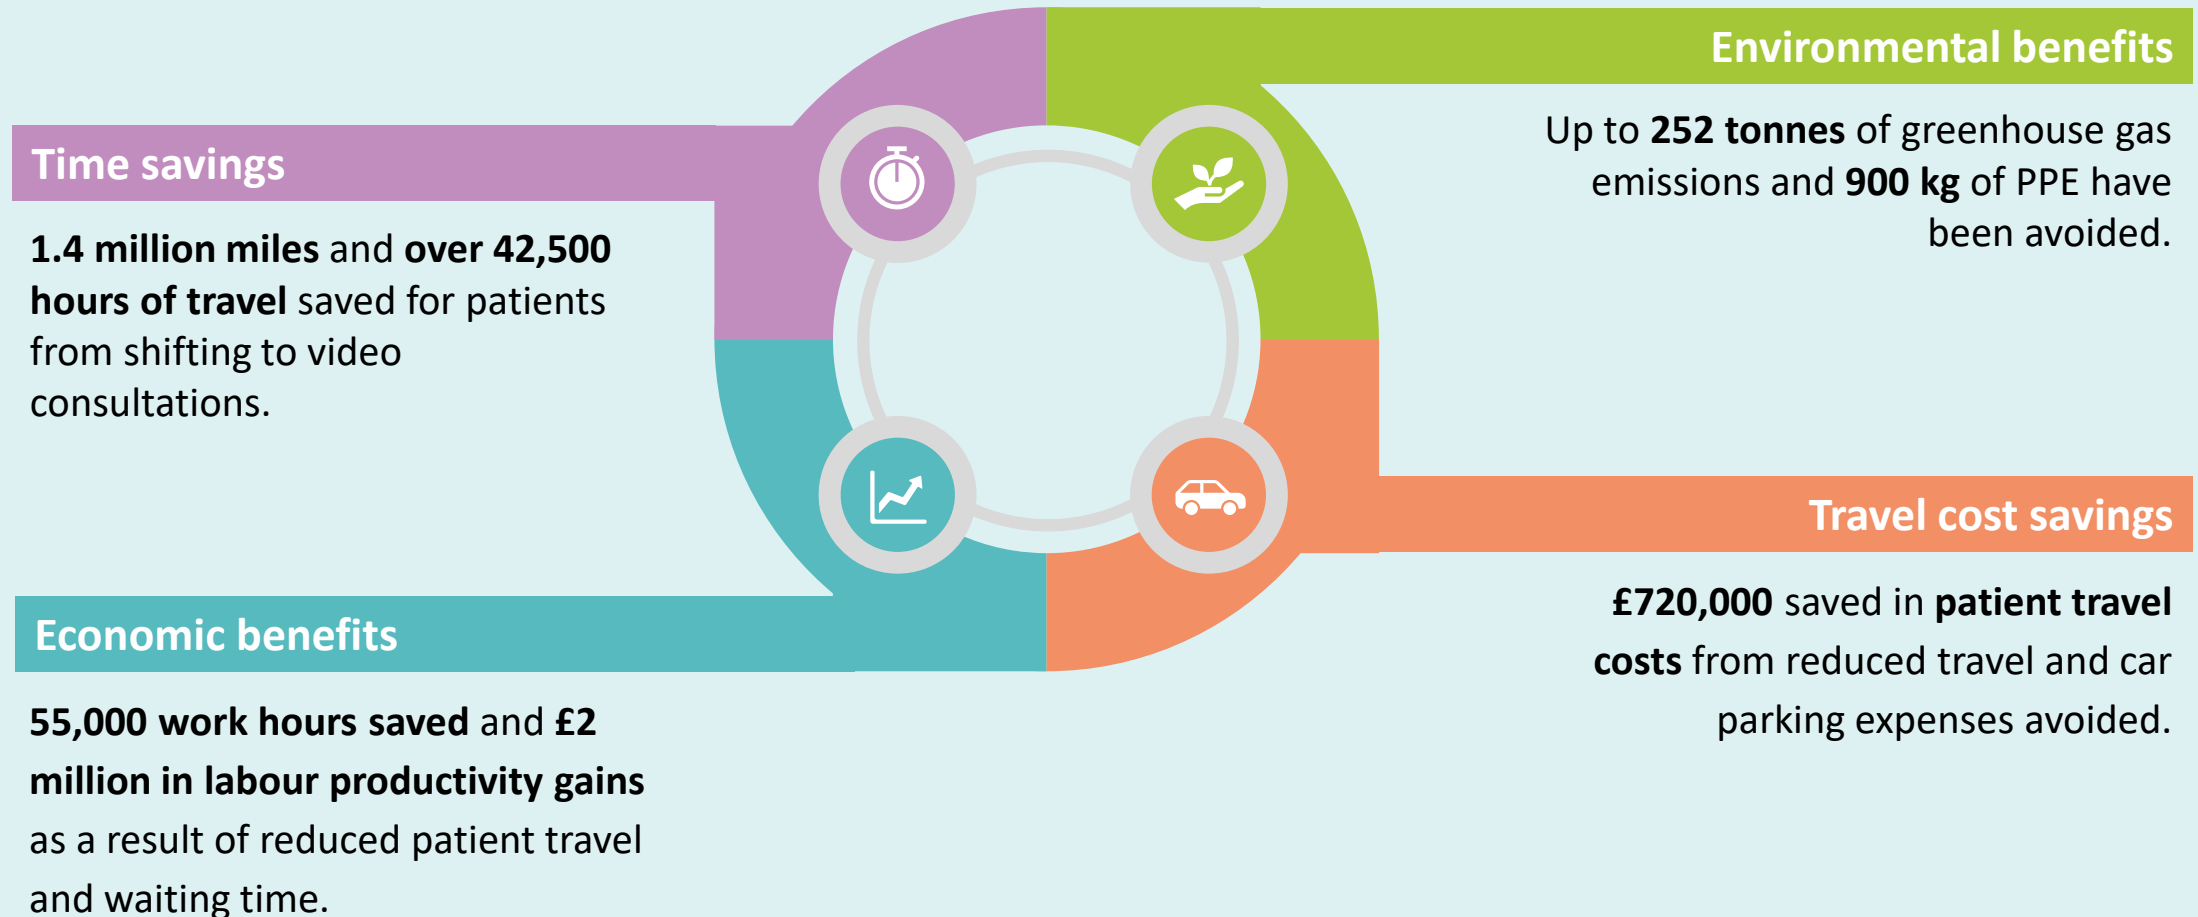 Time savings
1.4 million miles and over 42,500
hours of travel saved for patients
from shifting to video
consultations.
Environmental benefits
Up to 252 tonnes of greenhouse gas
emissions and 900 kg of PPE have
been avoided.
Economic benefits
55,000 work hours saved and £2
million in labour productivity gains
as a result of reduced patient travel
and waiting time.
Travel cost savings
£720,000 saved in patient travel
costs from reduced travel and car
parking expenses avoided.